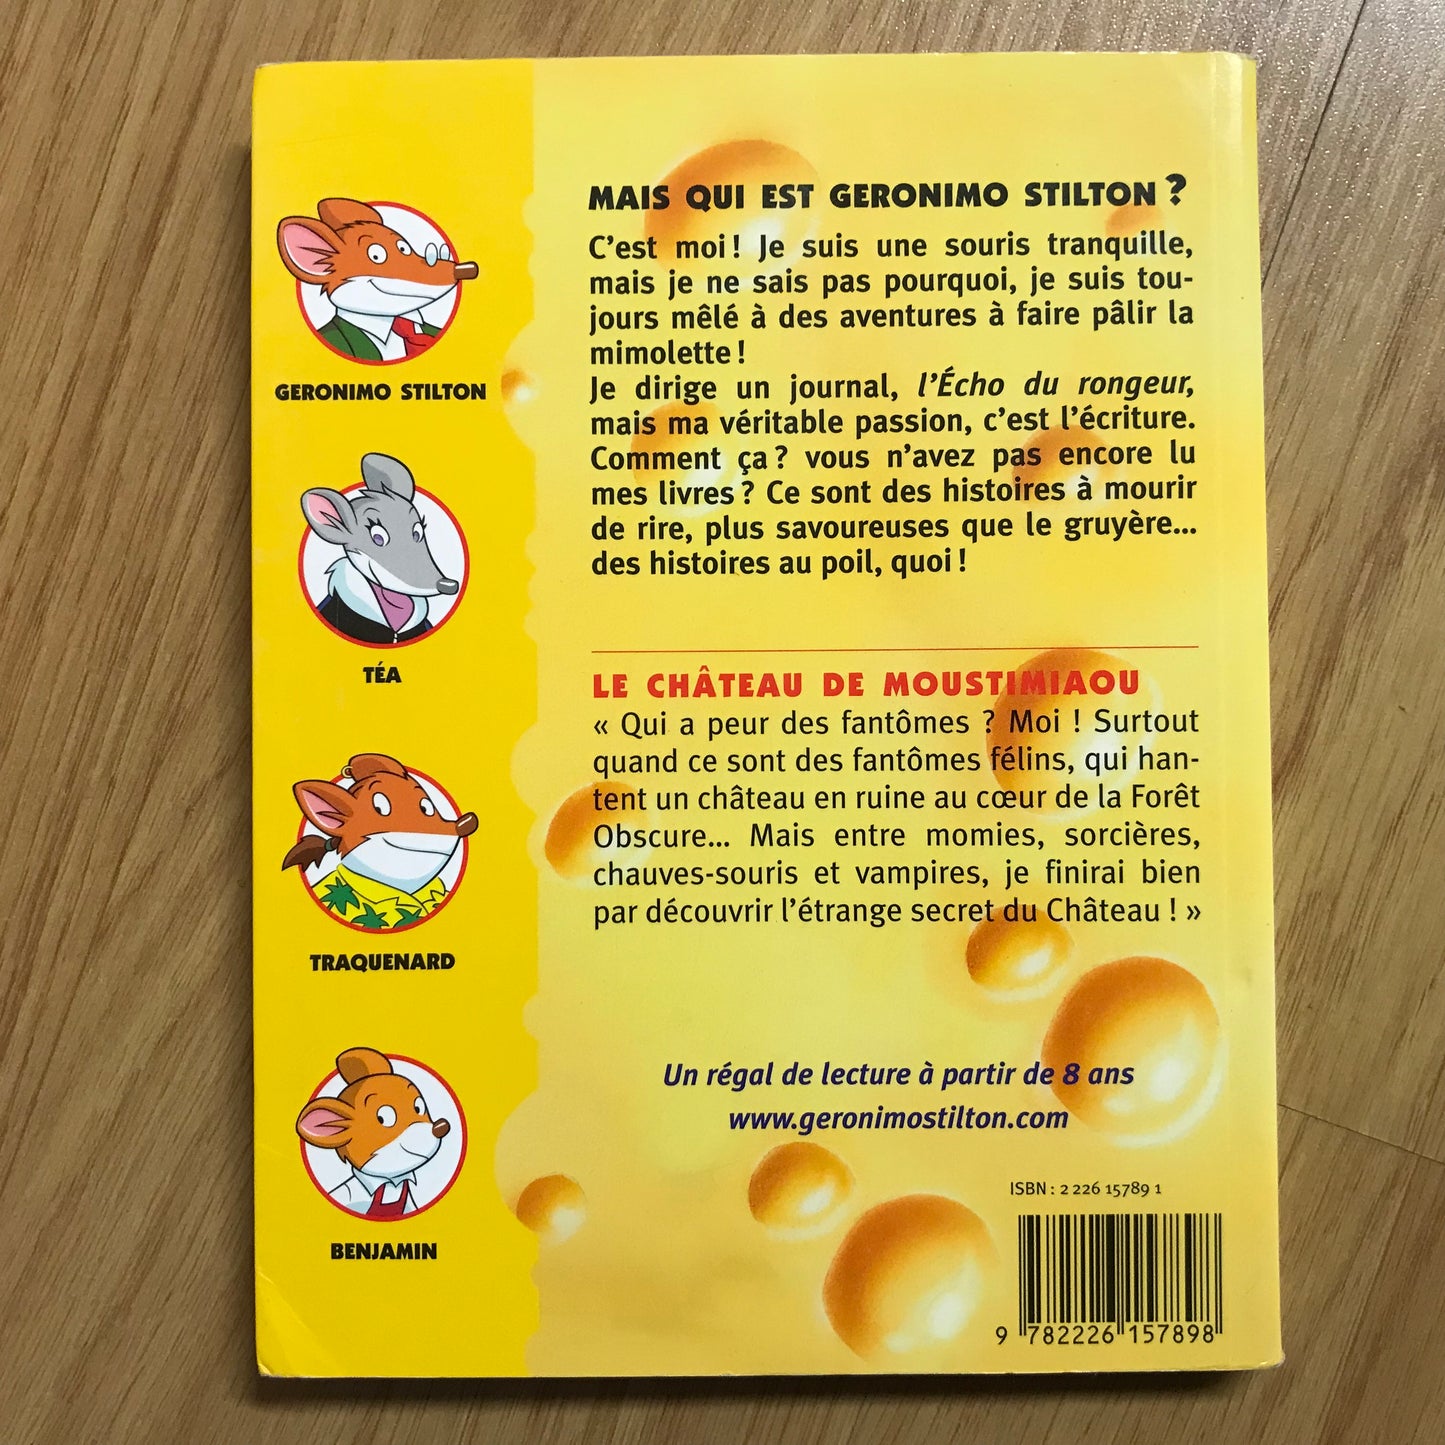 MAIS QUI EST GERONIMO STILTON ?
C'est moi ! Je suis une souris tranquille,
mais je ne sais pas pourquoi, je suis tou-
jours mêlé à des aventures à faire pâlir la
mimolette !
Je dirige un journal, l'Écho du rongeur,
mais ma véritable passion, c'est l'écriture.
Comment ça ? vous n'avez pas encore lu
mes livres ? Ce sont des histoires à mourir
de rire, plus savoureuses que le gruyère...
des histoires au poil, quoi !
LE CHÂTEAU DE MOUSTIMIAOU
« Qui a peur des fantômes ? Moi ! Surtout
quand ce sont des fantômes félins, qui han-
tent un château en ruine au cœur de la Forêt
Obscure... Mais entre momies, sorcières,
chauves-souris et vampires, je finirai bien
par découvrir l'étrange secret du Château ! »
Un régal de lecture à partir de 8 ans
www.geronimostilton.com
ISBN : 2 226 15789 1
9 782226 157898
GERONIMO STILTON
TÉA
TRAQUENARD
BENJAMIN